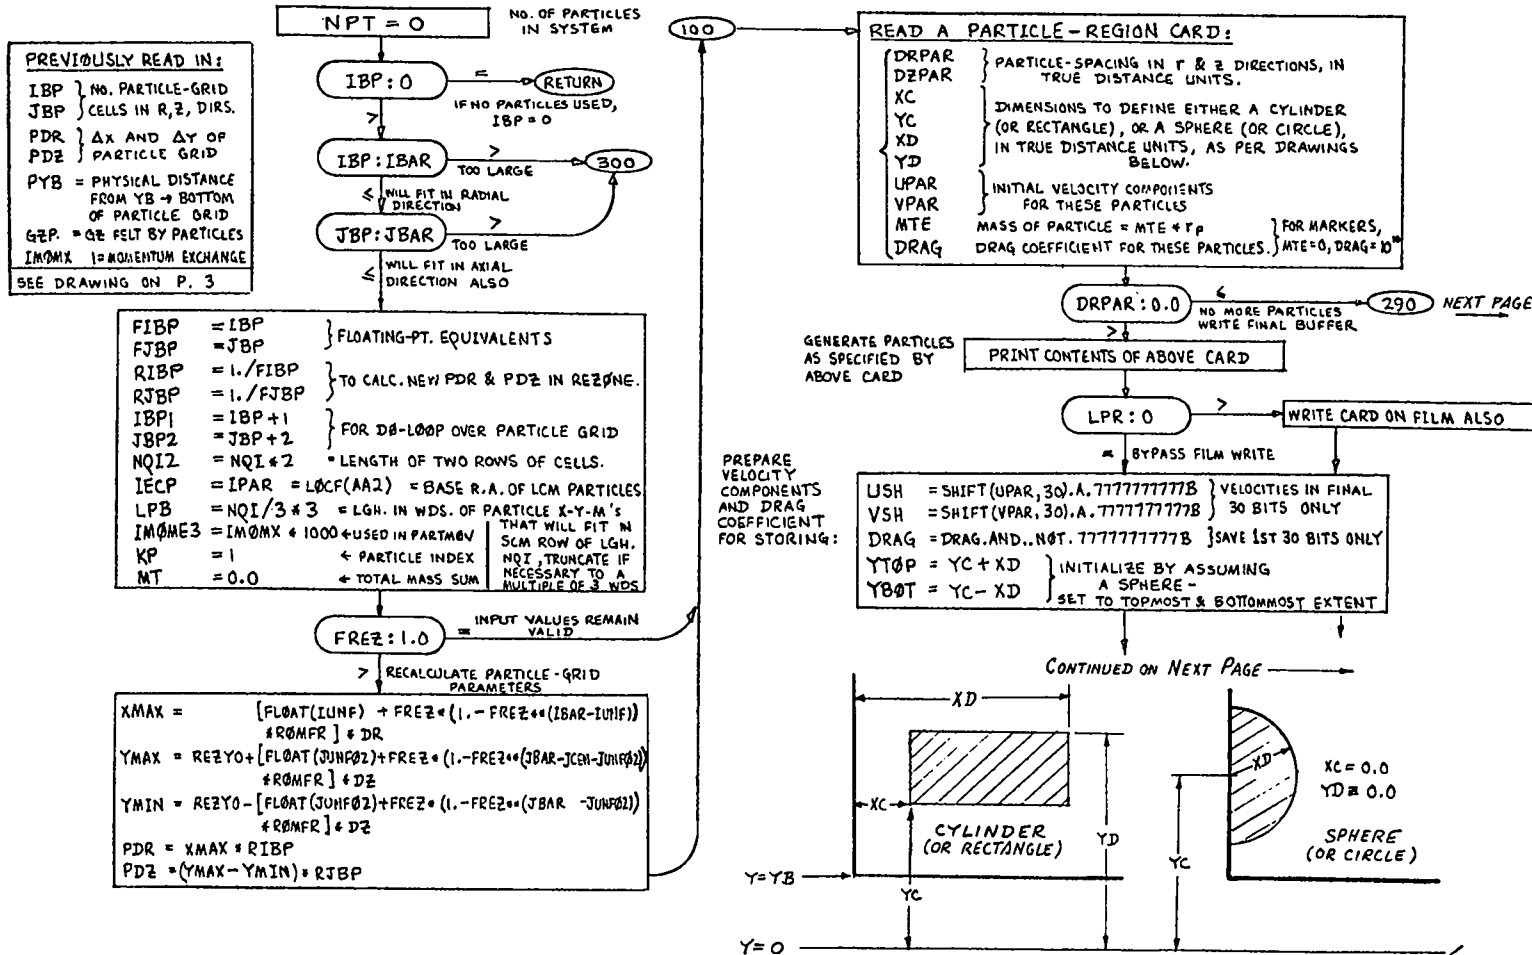 NPT = 0
NO. OF PARTICLES
IN SYSTEM
PREVIØUSLY READ IN:
IBP } NO. PARTICLE-GRID
JBP } CELLS IN R,Z, DIRS.
PDR } ΔX AND ΔY OF
PDZ } PARTICLE GRID
PYB = PHYSICAL DISTANCE
FROM YB → BOTTOM
OF PARTICLE GRID
GZP. = GZ FELT BY PARTICLES
IMØMX 1=MOMENTUM EXCHANGE
SEE DRAWING ON P. 3
IBP : 0
=
RETURN
IF NO PARTICLES USED,
IBP = 0
>
IBP : IBAR
>
TOO LARGE
300
≤ WILL FIT IN RADIAL
DIRECTION
JBP : JBAR
>
TOO LARGE
≤ WILL FIT IN AXIAL
DIRECTION ALSO
FIBP = IBP
FJBP = JBP
} FLOATING-PT. EQUIVALENTS
RIBP = 1./FIBP
RJBP = 1./FJBP
} TO CALC. NEW PDR & PDZ IN REZØNE.
IBP1 = IBP+1
JBP2 = JBP+2
} FOR DØ-LØØP OVER PARTICLE GRID
NQI2 = NQI*2 = LENGTH OF TWO ROWS OF CELLS.
IECP = IPAR = LØCF(AA2) = BASE R.A. OF LCM PARTICLES
LPB = NQI/3*3 = LGH. IN WDS. OF PARTICLE X-Y-M'S
THAT WILL FIT IN
SCM ROW OF LGH.
NQI, TRUNCATE IF
NECESSARY TO A
MULTIPLE OF 3 WDS
IMØME3 = IMØMX * 1000 ← USED IN PARTMØV
KP = 1 ← PARTICLE INDEX
MT = 0.0 ← TOTAL MASS SUM
FREZ : 1.0
= INPUT VALUES REMAIN
VALID
> RECALCULATE PARTICLE-GRID
PARAMETERS
XMAX = [FLØAT(IUNF) + FREZ*(1.-FREZ**(IBAR-IUNF))
*RØMFR] * DR
YMAX = REZYO+[FLØAT(JUNFØ2)+FREZ*(1.-FREZ**(JBAR-JCEN-JUNFØ2))
*RØMFR] * DZ
YMIN = REZYO-[FLØAT(JUNFØ2)+FREZ*(1.-FREZ**(JBAR -JUNFØ2))
*RØMFR] * DZ
PDR = XMAX * RIBP
PDZ = (YMAX-YMIN) * RJBP
100
READ A PARTICLE-REGION CARD:
DRPAR
DZPAR
} PARTICLE-SPACING IN r & z DIRECTIONS, IN
TRUE DISTANCE UNITS.
XC
YC
XD
YD
DIMENSIONS TO DEFINE EITHER A CYLINDER
(OR RECTANGLE), OR A SPHERE (OR CIRCLE),
IN TRUE DISTANCE UNITS, AS PER DRAWINGS
BELOW.
UPAR
VPAR
} INITIAL VELOCITY COMPONENTS
FOR THESE PARTICLES
MTE MASS OF PARTICLE = MTE * rp
DRAG DRAG COEFFICIENT FOR THESE PARTICLES.
} FOR MARKERS,
MTE=0, DRAG=10
DRPAR : 0.0
≤
NO MORE PARTICLES
WRITE FINAL BUFFER
290
NEXT PAGE
>
GENERATE PARTICLES
AS SPECIFIED BY
ABOVE CARD
PRINT CONTENTS OF ABOVE CARD
LPR : 0
>
WRITE CARD ON FILM ALSO
= BYPASS FILM WRITE
PREPARE
VELOCITY
COMPONENTS
AND DRAG
COEFFICIENT
FOR STORING:
USH = SHIFT(UPAR, 30).A.7777777777B
VSH = SHIFT(VPAR, 30).A.7777777777B
} VELOCITIES IN FINAL
30 BITS ONLY
DRAG = DRAG.AND..NØT.7777777777B } SAVE 1ST 30 BITS ONLY
YTØP = YC + XD
YBØT = YC - XD
} INITIALIZE BY ASSUMING
A SPHERE -
SET TO TOPMOST & BOTTOMMOST EXTENT
CONTINUED ON NEXT PAGE
XD
XC
CYLINDER
(OR RECTANGLE)
YD
YC
Y=YB
Y=0
XD
XC = 0.0
YD = 0.0
SPHERE
(OR CIRCLE)
YC